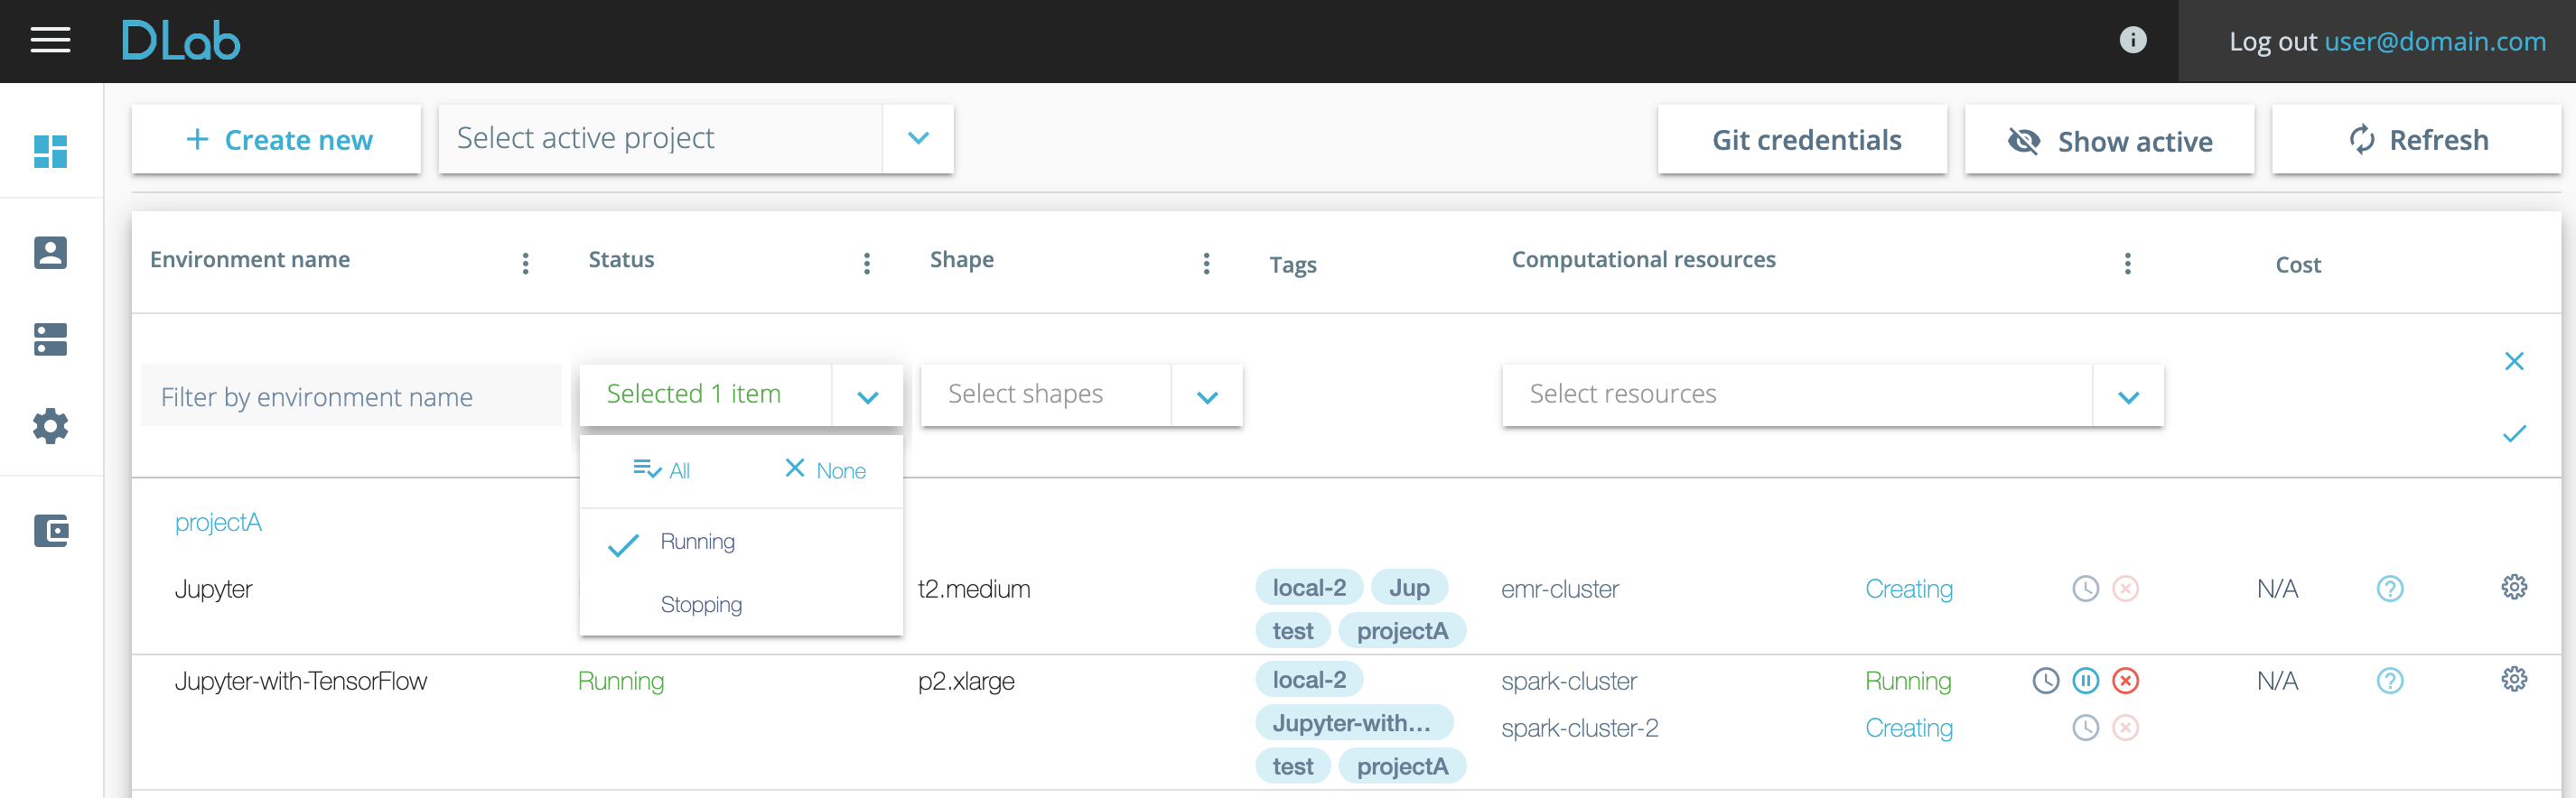 DLab
Log out user@domain.com
+ Create new
Select active project
Git credentials
Show active
Refresh
Environment name Status Shape Tags Computational resources Cost
Filter by environment name Selected 1 item Select shapes Select resources
All None
Running
Stopping
projectA
Jupyter t2.medium local-2 Jup emr-cluster Creating N/A
test projectA
Jupyter-with-TensorFlow Running p2.xlarge local-2 spark-cluster Running N/A
Jupyter-with... spark-cluster-2 Creating
test projectA